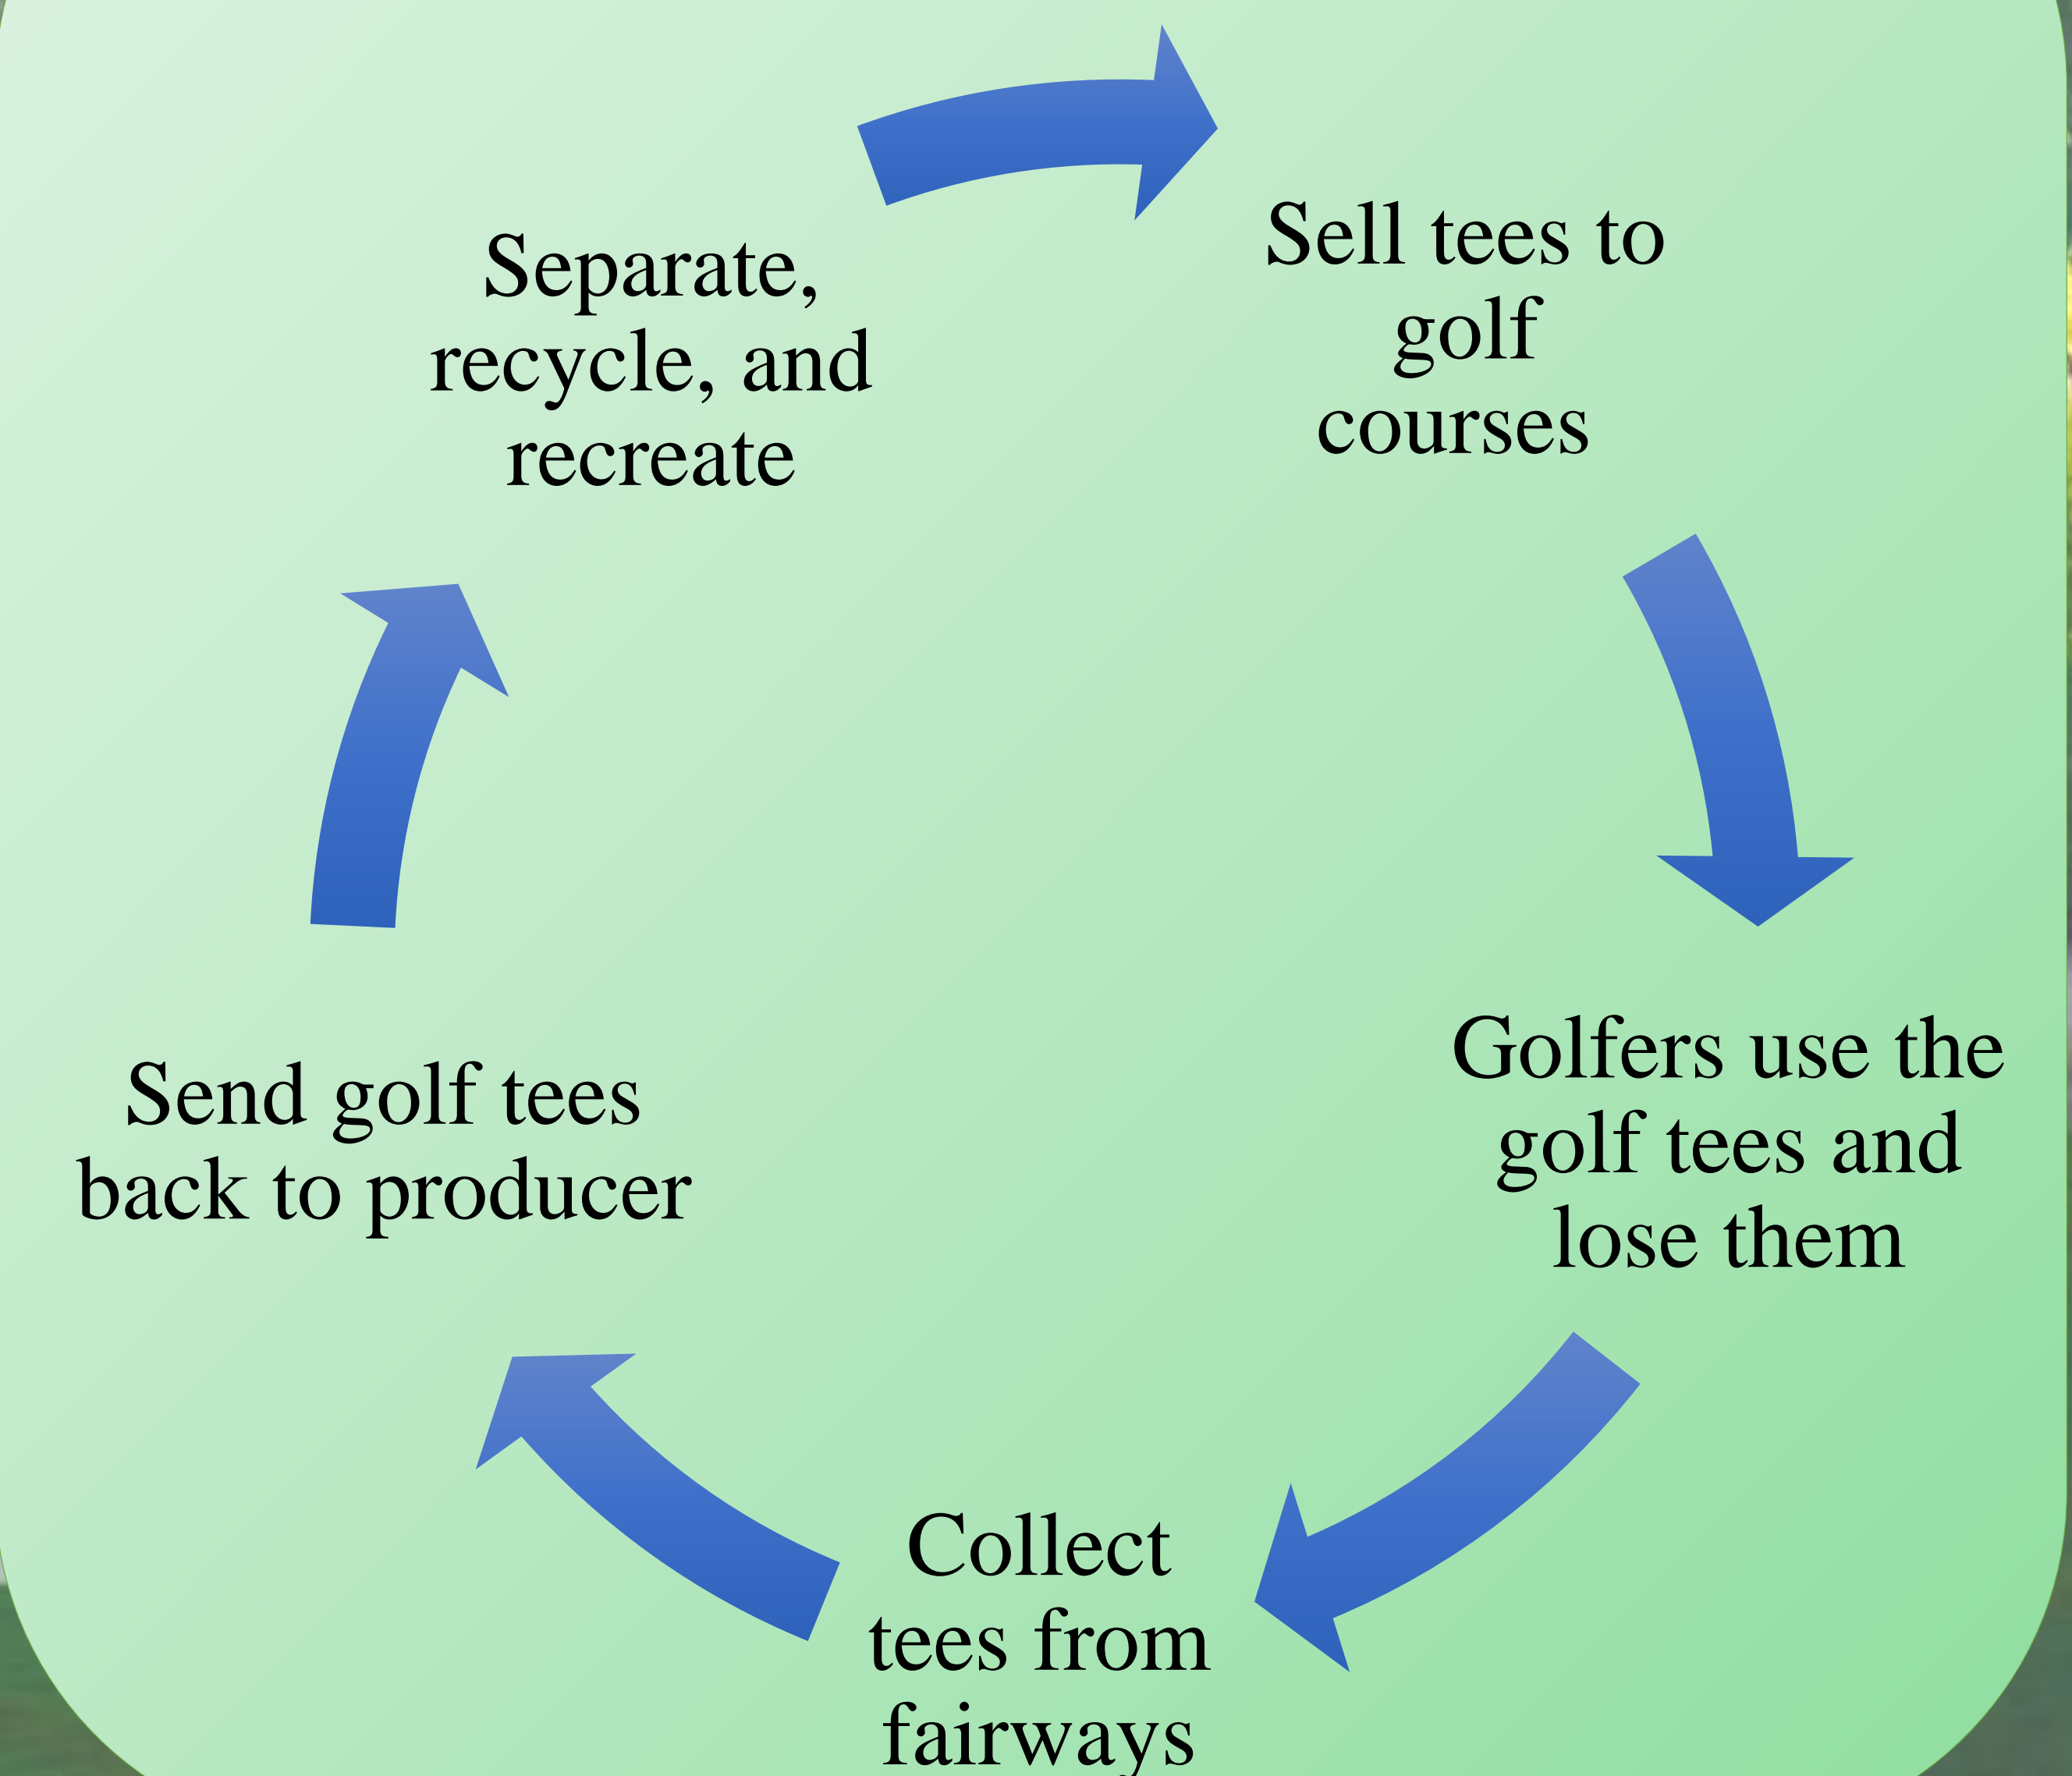 Separate,
recycle, and
recreate
Sell tees to
golf
courses
Golfers use the
golf tees and
lose them
Collect
tees from
fairways
Send golf tees
back to producer